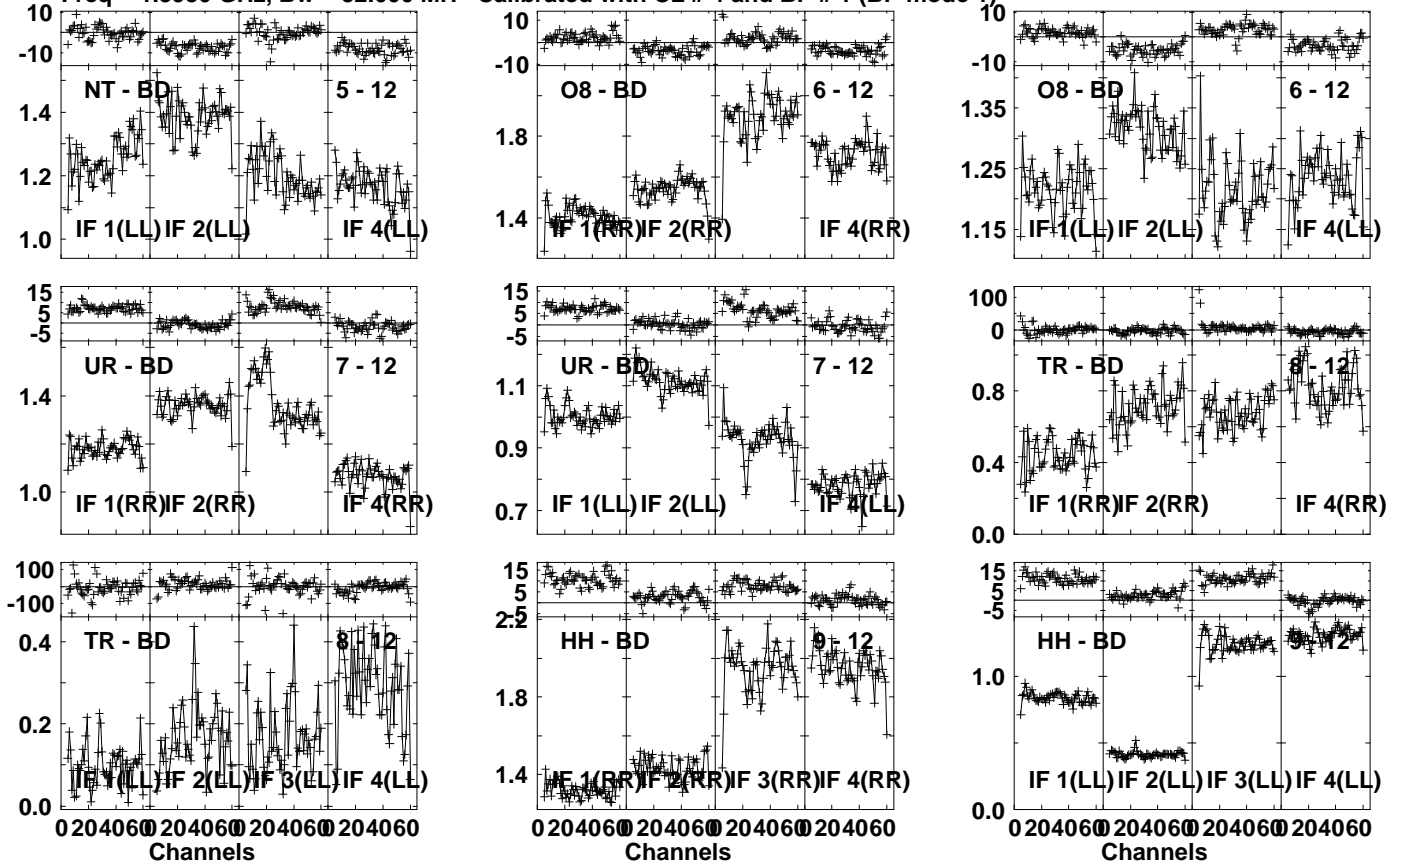 Calibrated with CL # 4 and BP # 1 (BP mode 1)
10
-10
NT - BD
5 - 12
1.4
1.2
1.0
IF 1(LL)
IF 2(LL)
IF 4(LL)
10
-10
O8 - BD
6 - 12
1.8
1.4
IF 1(RR)
IF 2(RR)
IF 4(RR)
10
-10
O8 - BD
6 - 12
1.35
1.25
1.15
IF 1(LL)
IF 2(LL)
IF 4(LL)
15
5
-5
UR - BD
7 - 12
1.4
1.0
IF 1(RR)
IF 2(RR)
IF 4(RR)
15
5
-5
UR - BD
7 - 12
1.1
0.9
0.7
IF 1(LL)
IF 2(LL)
IF 4(LL)
100
0
TR - BD
8 - 12
0.8
0.4
0.0
IF 1(RR)
IF 2(RR)
IF 4(RR)
100
-100
TR - BD
8 - 12
0.4
0.2
0.0
IF 1(LL)
IF 2(LL)
IF 3(LL)
IF 4(LL)
0 204060 0 204060 0 204060 0 204060
Channels
15
5
-5
2.2
HH - BD
9 - 12
1.8
1.4
IF 1(RR)
IF 2(RR)
IF 3(RR)
IF 4(RR)
0 204060 0 204060 0 204060 0 204060
Channels
15
5
-5
HH - BD
9 - 12
1.0
0.0
IF 1(LL)
IF 2(LL)
IF 3(LL)
IF 4(LL)
0 204060 0 204060 0 204060 0 204060
Channels